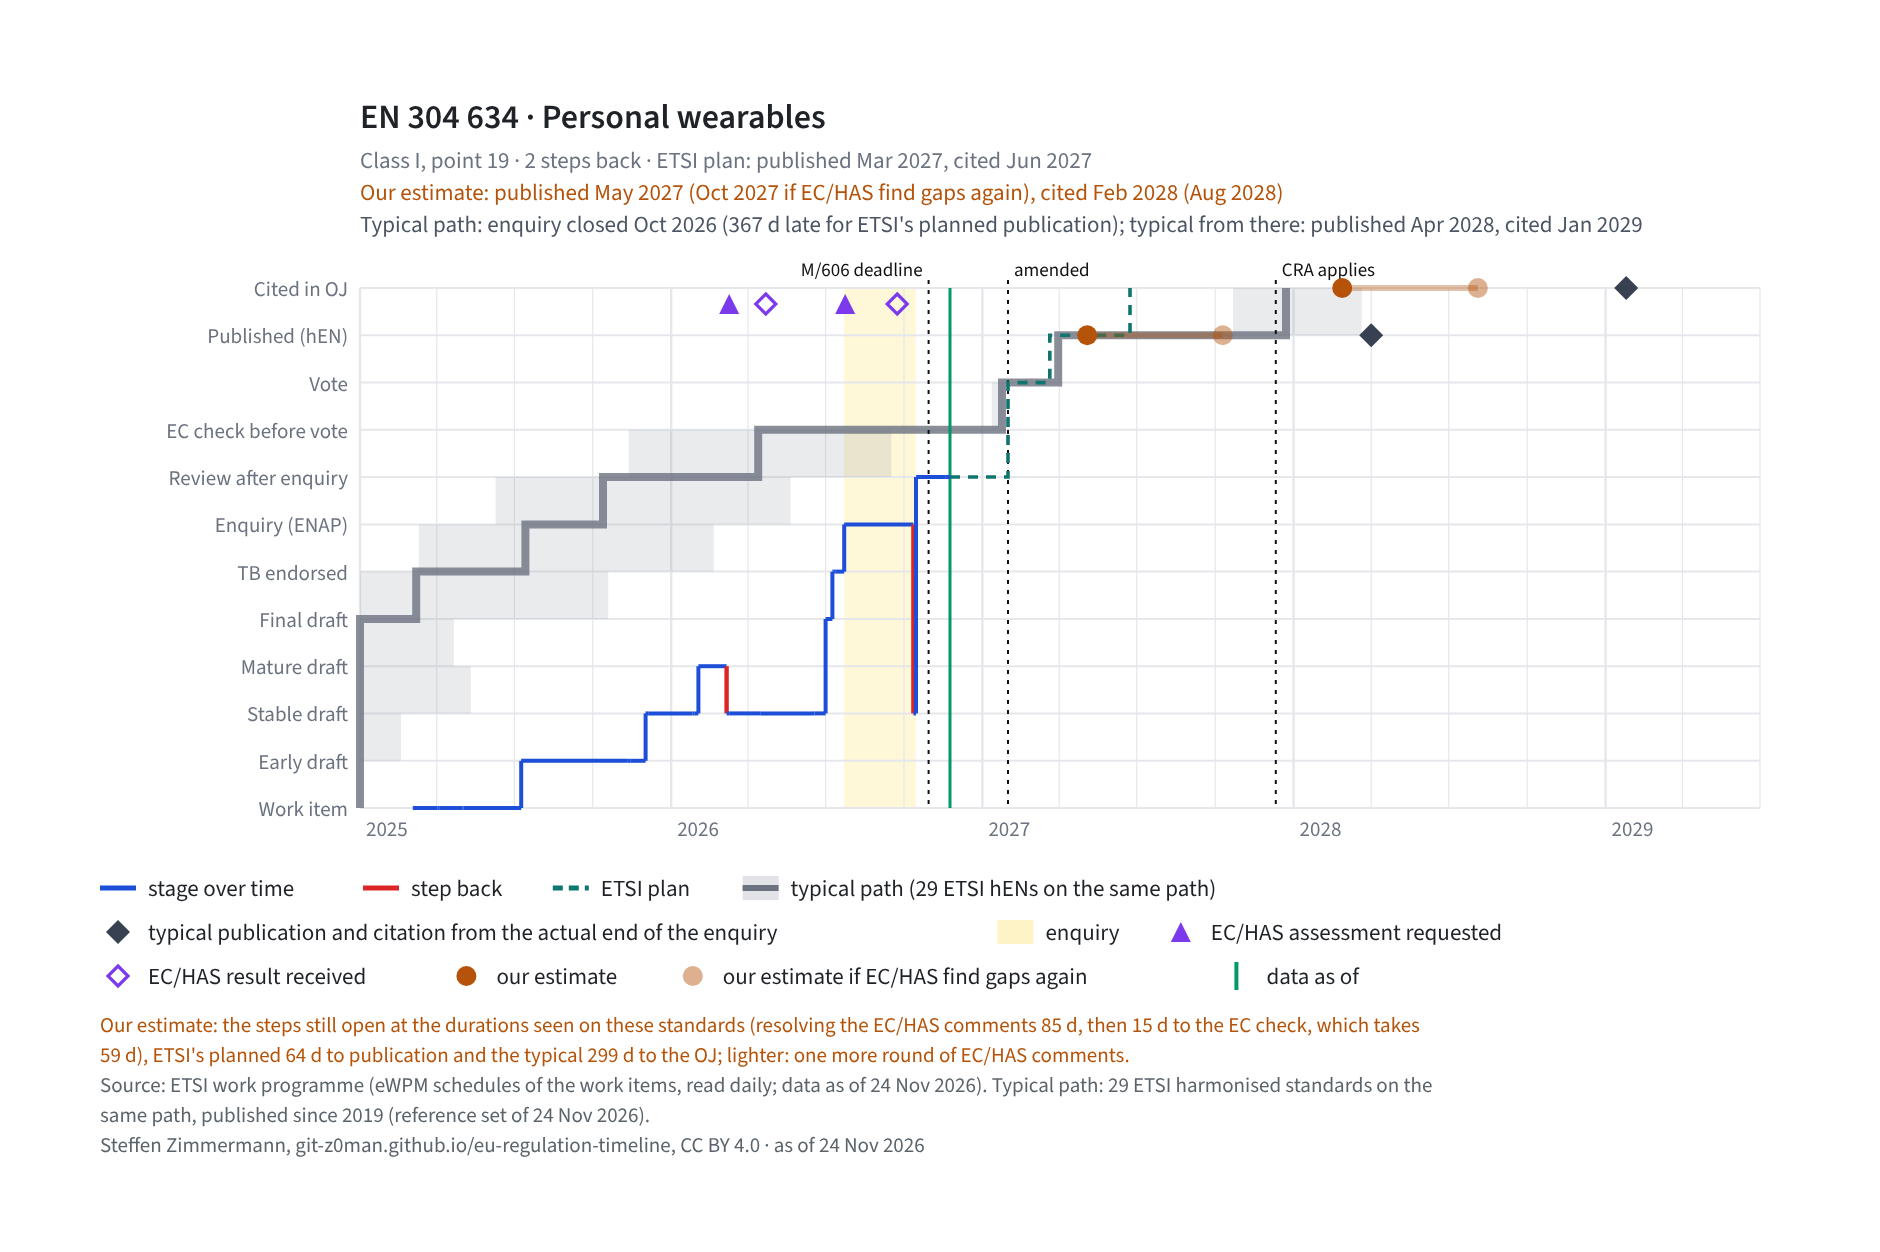 EN 304 634 · Personal wearables
Class I, point 19 · 2 steps back · ETSI plan: published Mar 2027, cited Jun 2027
Our estimate: published May 2027 (Oct 2027 if EC/HAS find gaps again), cited Feb 2028 (Aug 2028)
Typical path: enquiry closed Oct 2026 (367 d late for ETSI's planned publication); typical from there: published Apr 2028, cited Jan 2029
M/606 deadline
amended
CRA applies
Cited in OJ
Published (hEN)
Vote
EC check before vote
Review after enquiry
Enquiry (ENAP)
TB endorsed
Final draft
Mature draft
Stable draft
Early draft
Work item
2025 2026 2027 2028 2029
stage over time step back ETSI plan typical path (29 ETSI hENs on the same path)
typical publication and citation from the actual end of the enquiry enquiry EC/HAS assessment requested
EC/HAS result received our estimate our estimate if EC/HAS find gaps again data as of
Our estimate: the steps still open at the durations seen on these standards (resolving the EC/HAS comments 85 d, then 15 d to the EC check, which takes
59 d), ETSI's planned 64 d to publication and the typical 299 d to the OJ; lighter: one more round of EC/HAS comments.
Source: ETSI work programme (eWPM schedules of the work items, read daily; data as of 24 Nov 2026). Typical path: 29 ETSI harmonised standards on the
same path, published since 2019 (reference set of 24 Nov 2026).
Steffen Zimmermann, git-z0man.github.io/eu-regulation-timeline, CC BY 4.0 · as of 24 Nov 2026